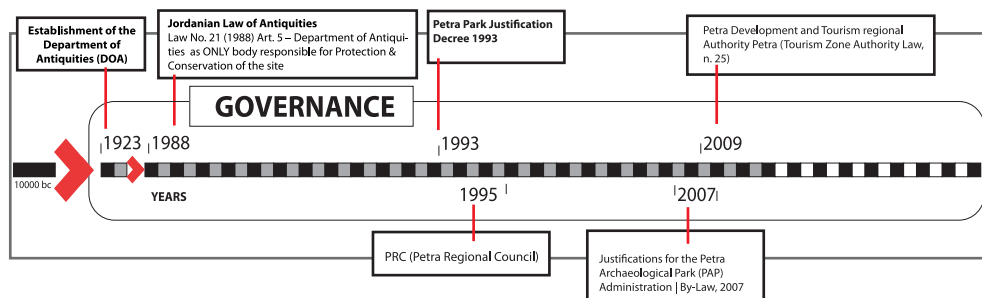 Establishment of the
Department of
Antiquities (DOA)
Jordanian Law of Antiquities
Law No. 21 (1988) Art. 5 – Department of Antiqui-
ties as ONLY body responsible for Protection &
Conservation of the site
Petra Park Justification
Decree 1993
Petra Development and Tourism regional
Authority Petra (Tourism Zone Authority Law,
n. 25)
GOVERNANCE
1923
1988
1993
2009
10000 bc
YEARS
1995
2007
PRC (Petra Regional Council)
Justifications for the Petra
Archaeological Park (PAP)
Administration | By-Law, 2007